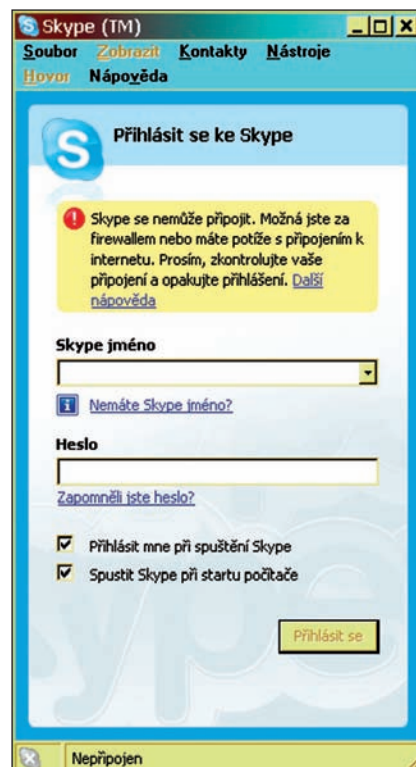 Skype (TM)
Soubor Zobrazit Kontakty Nástroje
Hovor Nápověda
S
Přihlásit se ke Skype
Skype se nemůže připojit. Možná jste za
firewallem nebo máte potíže s připojením k
internetu. Prosím, zkontrolujte vaše
připojení a opakujte přihlášení. Další
nápověda
Skype jméno
Nemáte Skype jméno?
Heslo
Zapomněli jste heslo?
Přihlásit mne při spuštění Skype
Spustit Skype při startu počítače
Přihlásit se
Nepřipojen